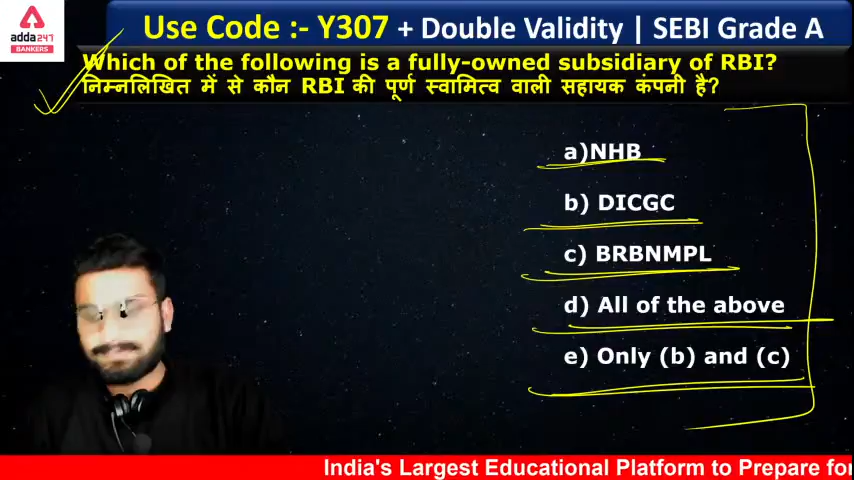 adda247
BANKERS
Use Code :- Y307 + Double Validity | SEBI Grade A
Which of the following is a fully-owned subsidiary of RBI?
निम्नलिखित में से कौन RBI की पूर्ण स्वामित्व वाली सहायक कंपनी है?
a)NHB
b) DICGC
c) BRBNMPL
d) All of the above
e) Only (b) and (c)
India's Largest Educational Platform to Prepare for